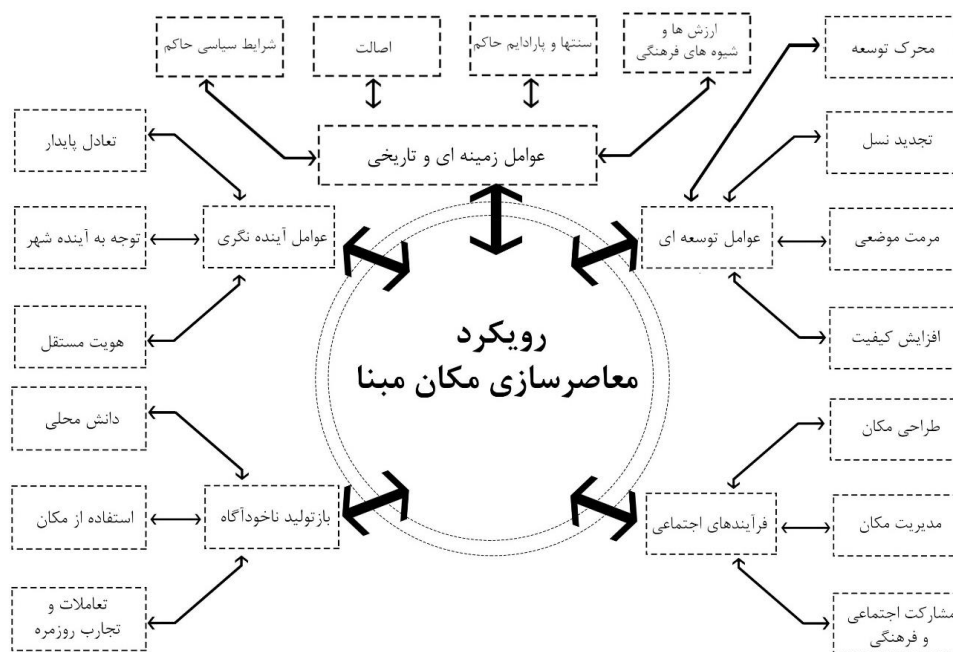 محرک توسعه
ارزش ها و
شیوه های فرهنگی
سنتها و پارادایم حاکم
اصالت
شرایط سیاسی حاکم
عوامل زمینه ای و تاریخی
تجدید نسل
تعادل پایدار
عوامل توسعه ای
مرمت موضعی
عوامل آینده نگری
توجه به آینده شهر
رویکرد
معاصرسازی مکان مبنا
افزایش کیفیت
هویت مستقل
طراحی مکان
دانش محلی
فرآیندهای اجتماعی
مدیریت مکان
بازتولید ناخودآگاه
استفاده از مکان
مشارکت اجتماعی
و فرهنگی
تعاملات و
تجارب روزمره